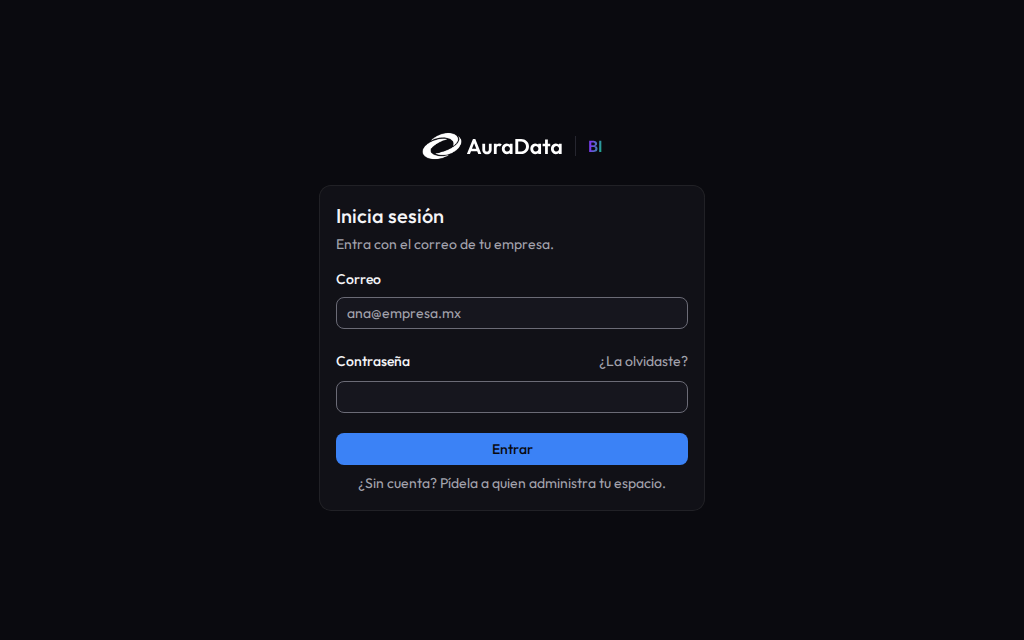 AuraData BI
Inicia sesión
Entra con el correo de tu empresa.
Correo
ana@empresa.mx
Contraseña ¿La olvidaste?
Entrar
¿Sin cuenta? Pídela a quien administra tu espacio.